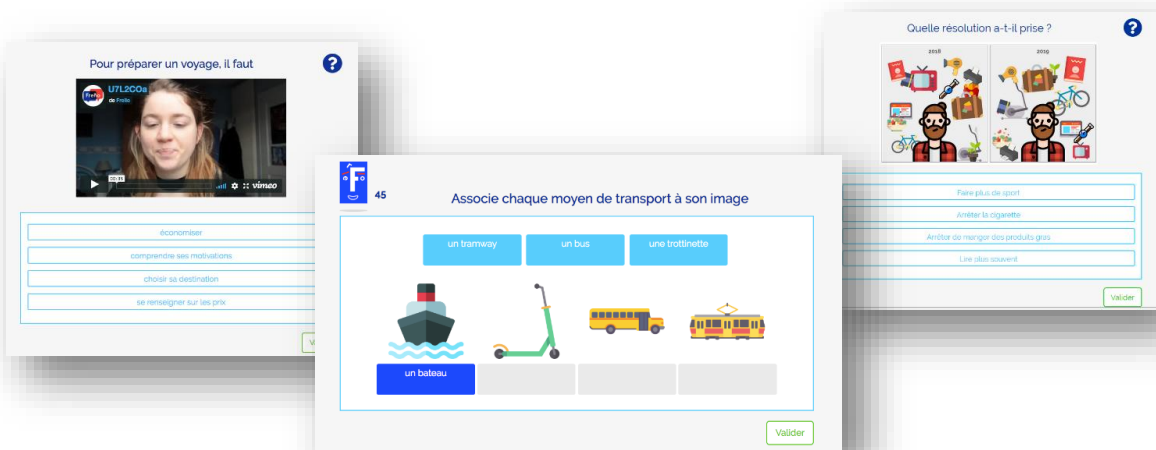 Pour préparer un voyage, il faut
?
U7L2COa
de FreNo
vimeo
économiser
comprendre ses motivations
choisir sa destination
se renseigner sur les prix
45
Associe chaque moyen de transport à son image
un tramway
un bus
une trottinette
un bateau
Valider
Quelle résolution a-t-il prise ?
?
2018
2019
Faire plus de sport
Arrêter la cigarette
Arrêter de manger des produits gras
Lire plus souvent
Valider